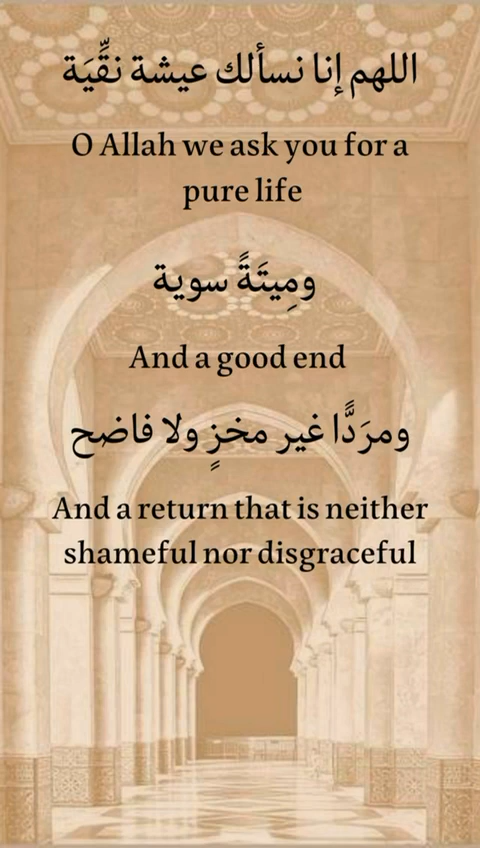 اللهم إنا نسألك عيشة نقِّيَة
O Allah we ask you for a
pure life
ومِيتَةً سوية
And a good end
ومرَدًّا غير مخزٍ ولا فاضح
And a return that is neither
shameful nor disgraceful